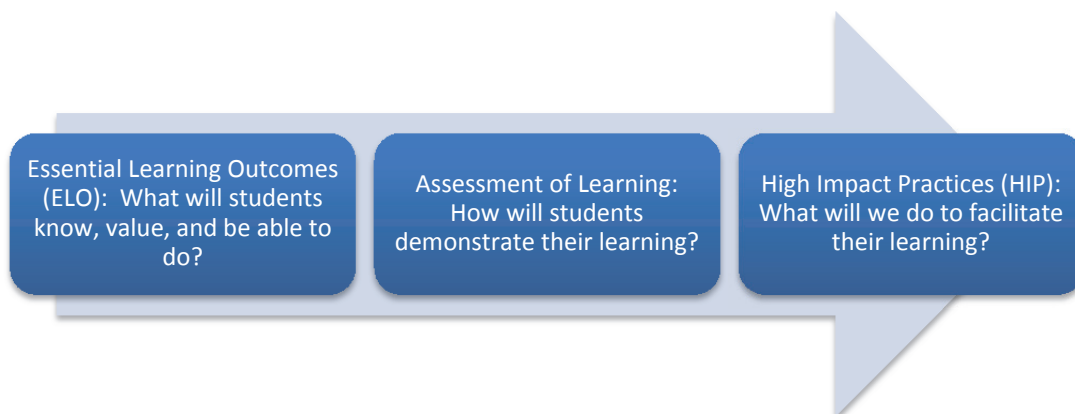 Essential Learning Outcomes
(ELO):  What will students
know, value, and be able to
do?
Assessment of Learning:
How will students
demonstrate their learning?
High Impact Practices (HIP):
What will we do to facilitate
their learning?